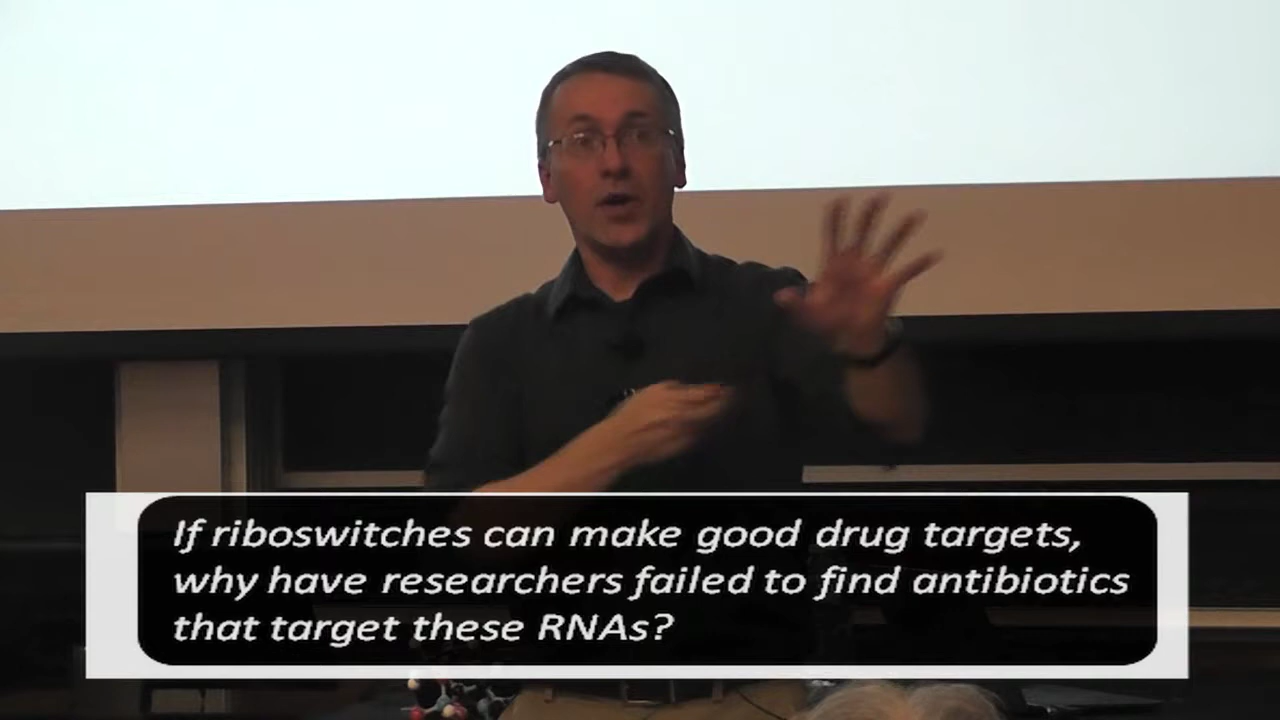 If riboswitches can make good drug targets,
why have researchers failed to find antibiotics
that target these RNAs?